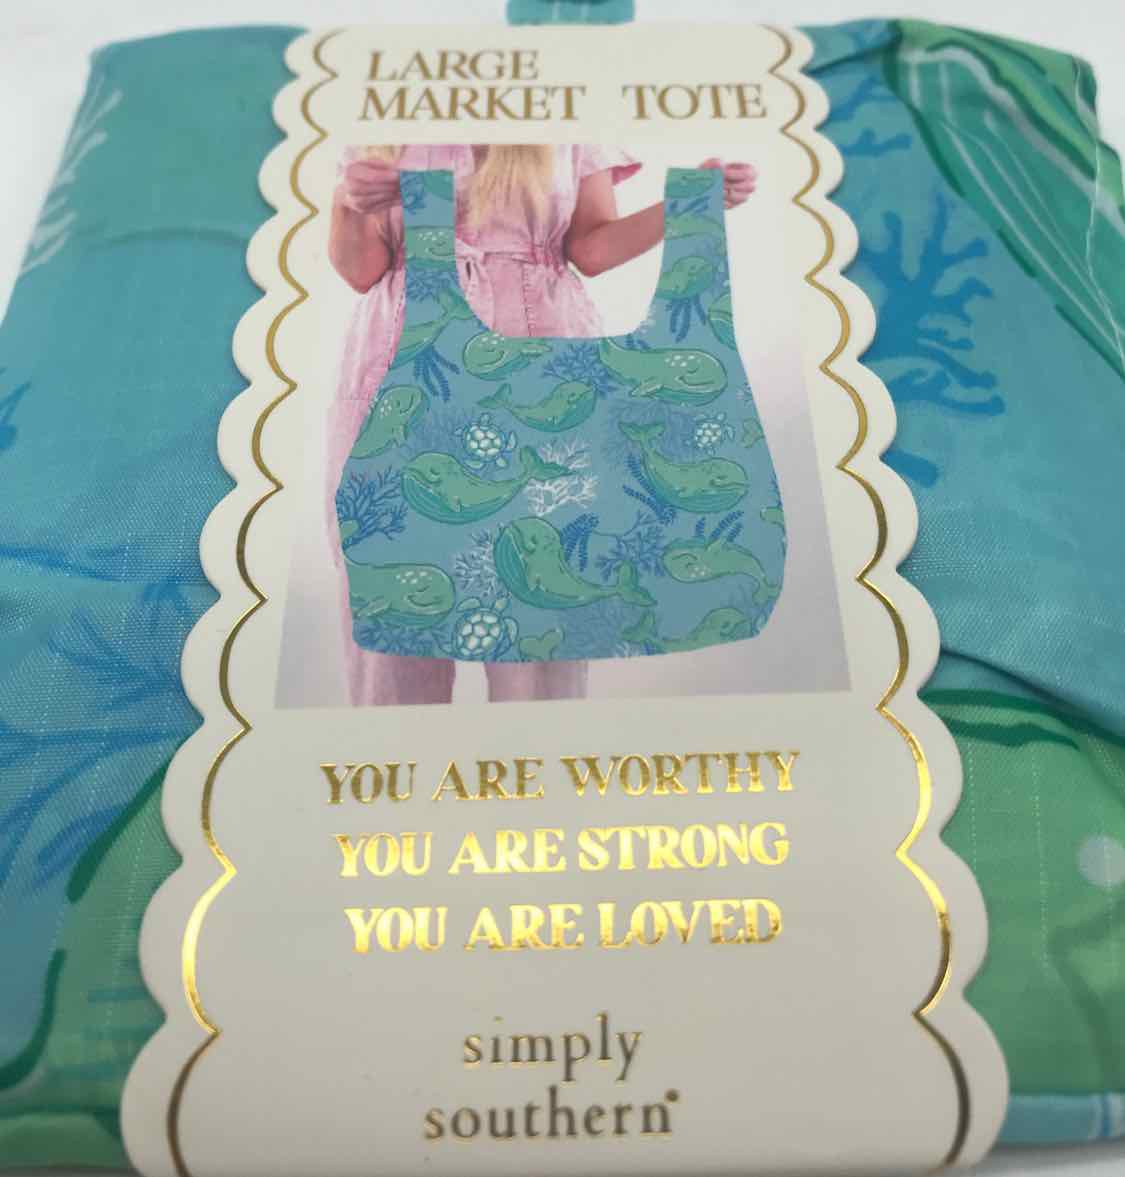 LARGE
MARKET TOTE
YOU ARE WORTHY
YOU ARE STRONG
YOU ARE LOVED
simply
southern